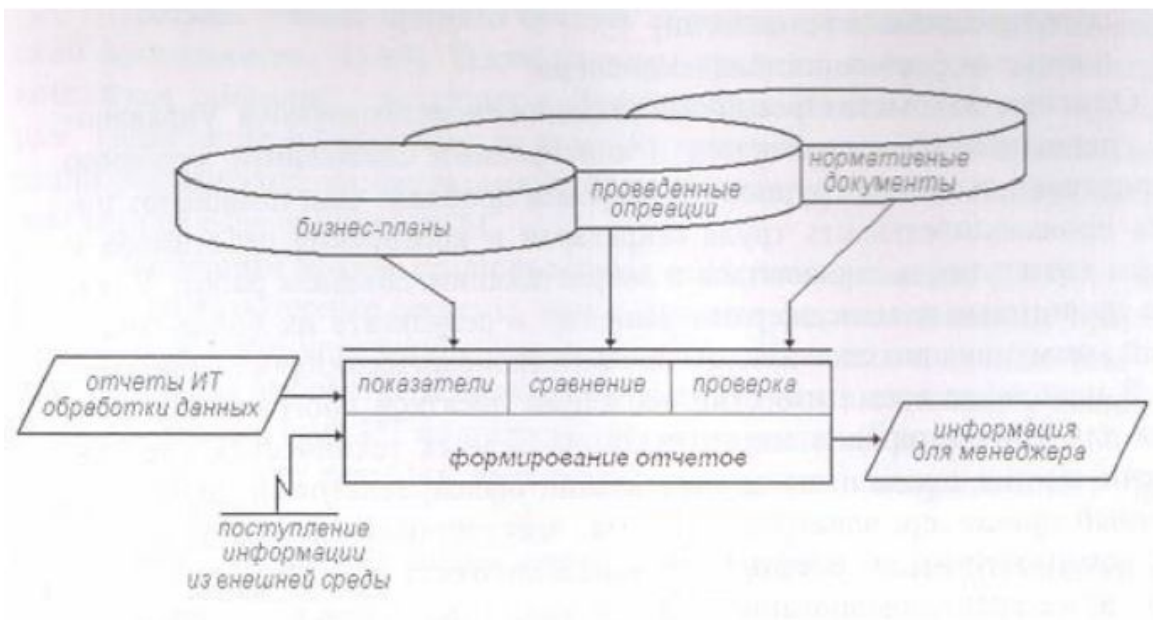 бизнес-планы
проведенные
опреации
нормативные
документы
отчеты ИТ
обработки данных
показатели
сравнение
проверка
формирование отчетов
информация
для менеджера
поступление
информации
из внешней среды